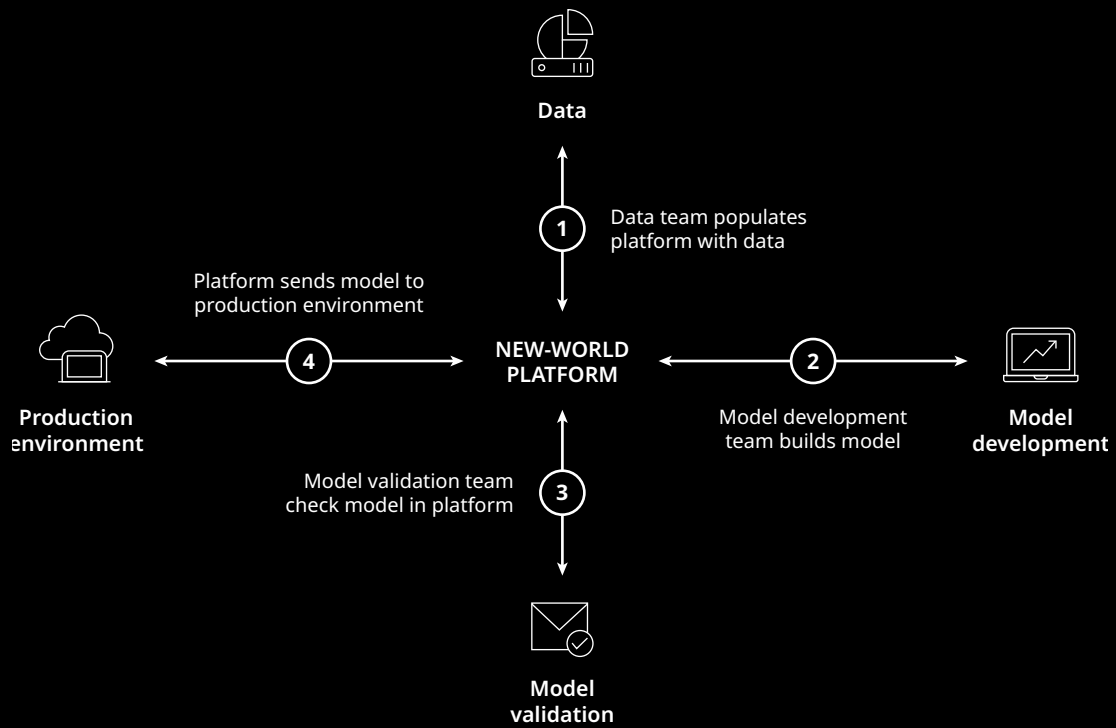 Data
1
Data team populates
platform with data
Platform sends model to
production environment
4
NEW-WORLD
PLATFORM
2
Production
environment
Model development
team builds model
Model
development
Model validation team
check model in platform
3
Model
validation